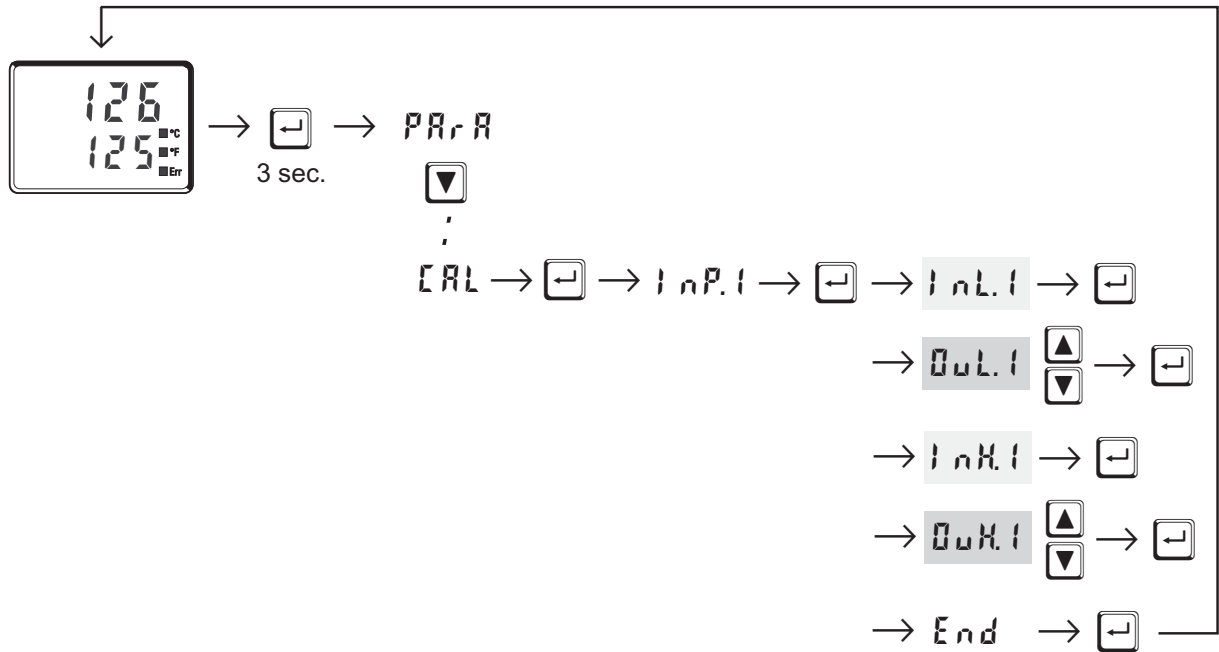 126
125
°C
°F
Err
3 sec.
PArA
CAL InP.1 InL.1
OuL.1
InH.1
OuH.1
End